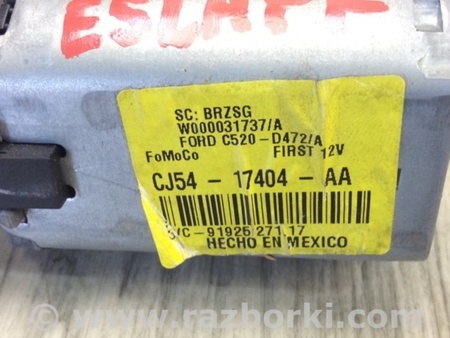 ESCAPE
SC: BRZSG
W000031737/A
FORD C520-D472/A
FoMoCo FIRST 12V
CJ54 - 17404 - AA
S/C-91926 271.17
HECHO EN MEXICO
www.razborki.com